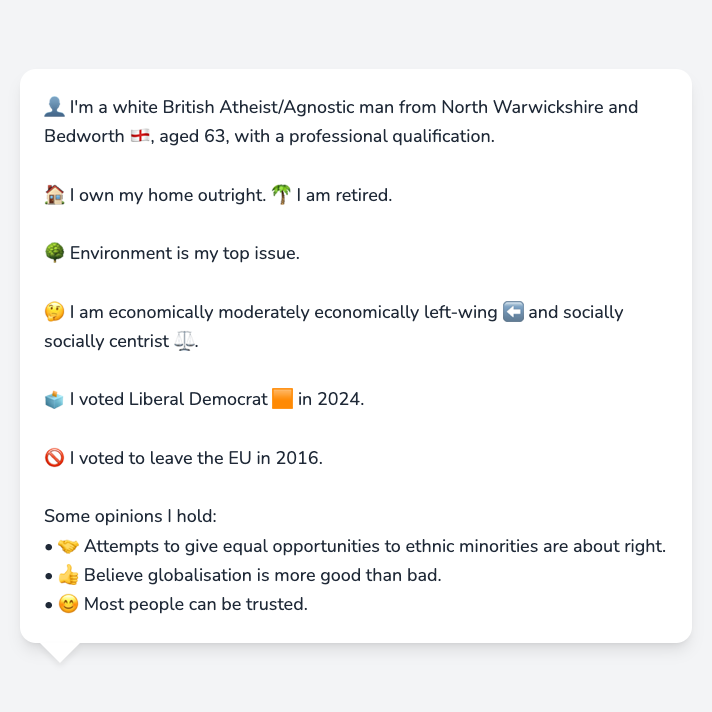 👤 I'm a white British Atheist/Agnostic man from North Warwickshire and
Bedworth 🏴󠁧󠁢󠁥󠁮󠁧󠁿, aged 63, with a professional qualification.
🏠 I own my home outright. 🌴 I am retired.
🌳 Environment is my top issue.
🤔 I am economically moderately economically left-wing ⬅️ and socially
socially centrist ⚖️.
🗳️ I voted Liberal Democrat 🟧 in 2024.
🚫 I voted to leave the EU in 2016.
Some opinions I hold:
• 🤝 Attempts to give equal opportunities to ethnic minorities are about right.
• 👍 Believe globalisation is more good than bad.
• 😊 Most people can be trusted.